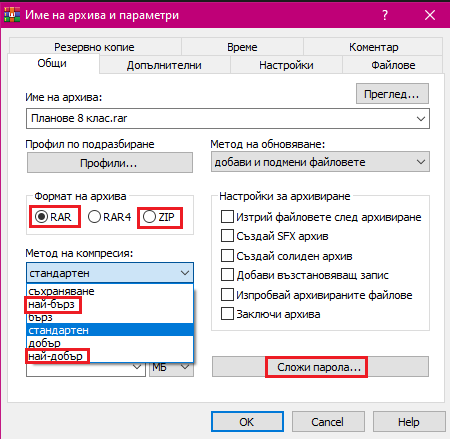 Име на архива и параметри
Резервно копие Време Коментар
Общи Допълнителни Настройки Файлове
Име на архива:
Преглед...
Планове 8 клас.rar
Профил по подразбиране
Метод на обновяване:
Профили...
добави и подмени файловете
Формат на архива
RAR RAR4 ZIP
Метод на компресия:
стандартен
съхраняване
най-бърз
бърз
стандартен
добър
най-добър
МБ
Настройки за архивиране
Изтрий файловете след архивиране
Създай SFX архив
Създай солиден архив
Добави възстановяващ запис
Изпробвай архивираните файлове
Заключи архива
Сложи парола...
OK Cancel Help